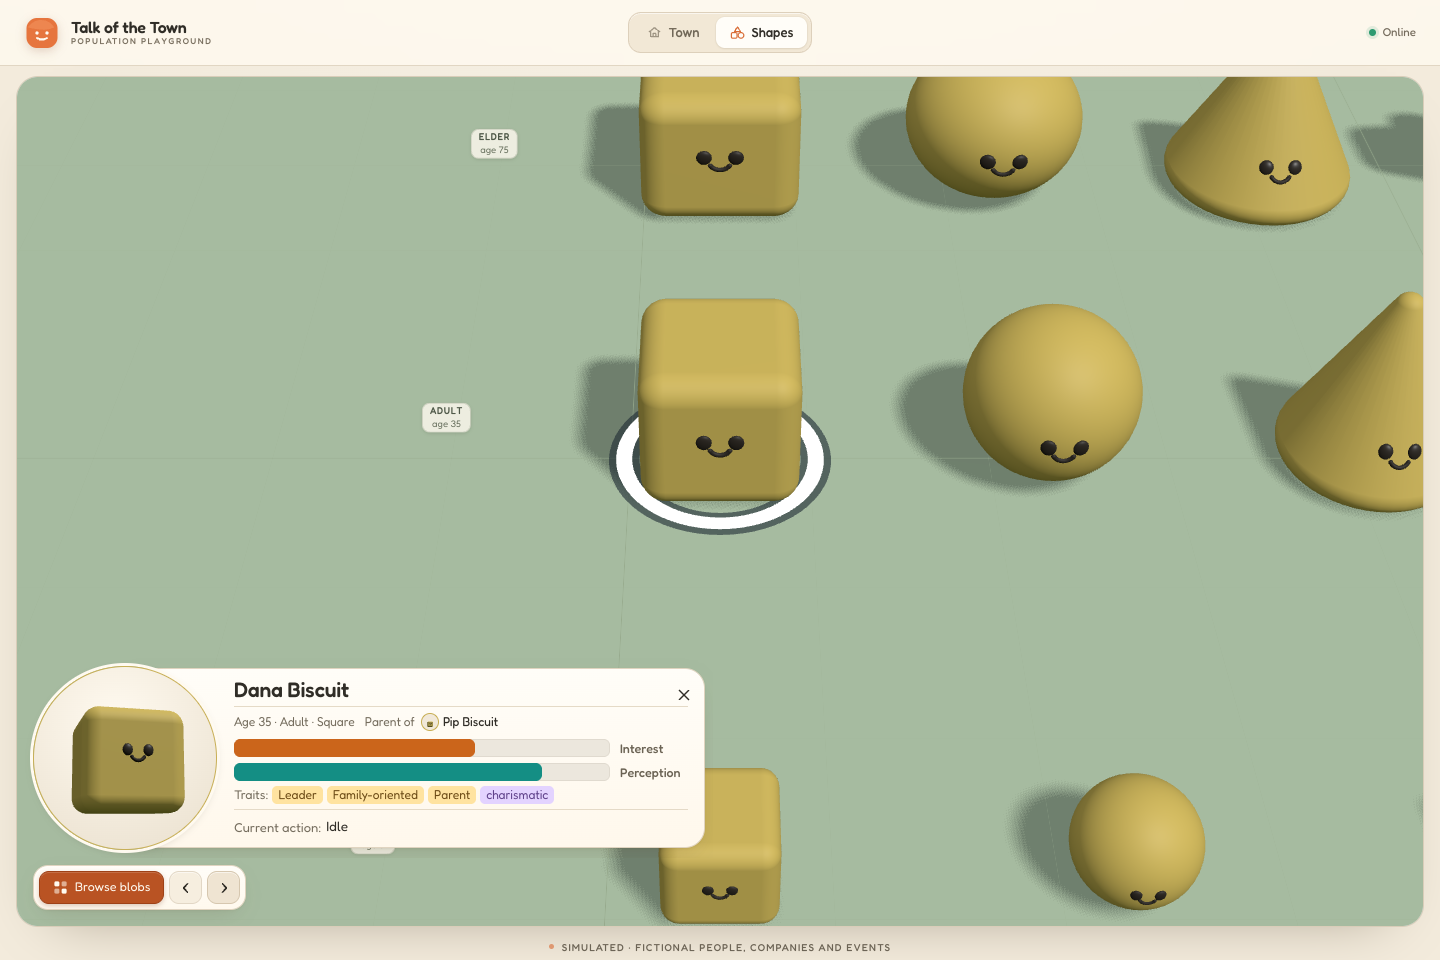 Talk of the Town
POPULATION PLAYGROUND
Town
Shapes
Online
ELDER
age 75
ADULT
age 35
Dana Biscuit
Age 35 · Adult · Square Parent of Pip Biscuit
Interest
Perception
Traits: Leader Family-oriented Parent charismatic
Current action: Idle
Browse blobs
SIMULATED · FICTIONAL PEOPLE, COMPANIES AND EVENTS